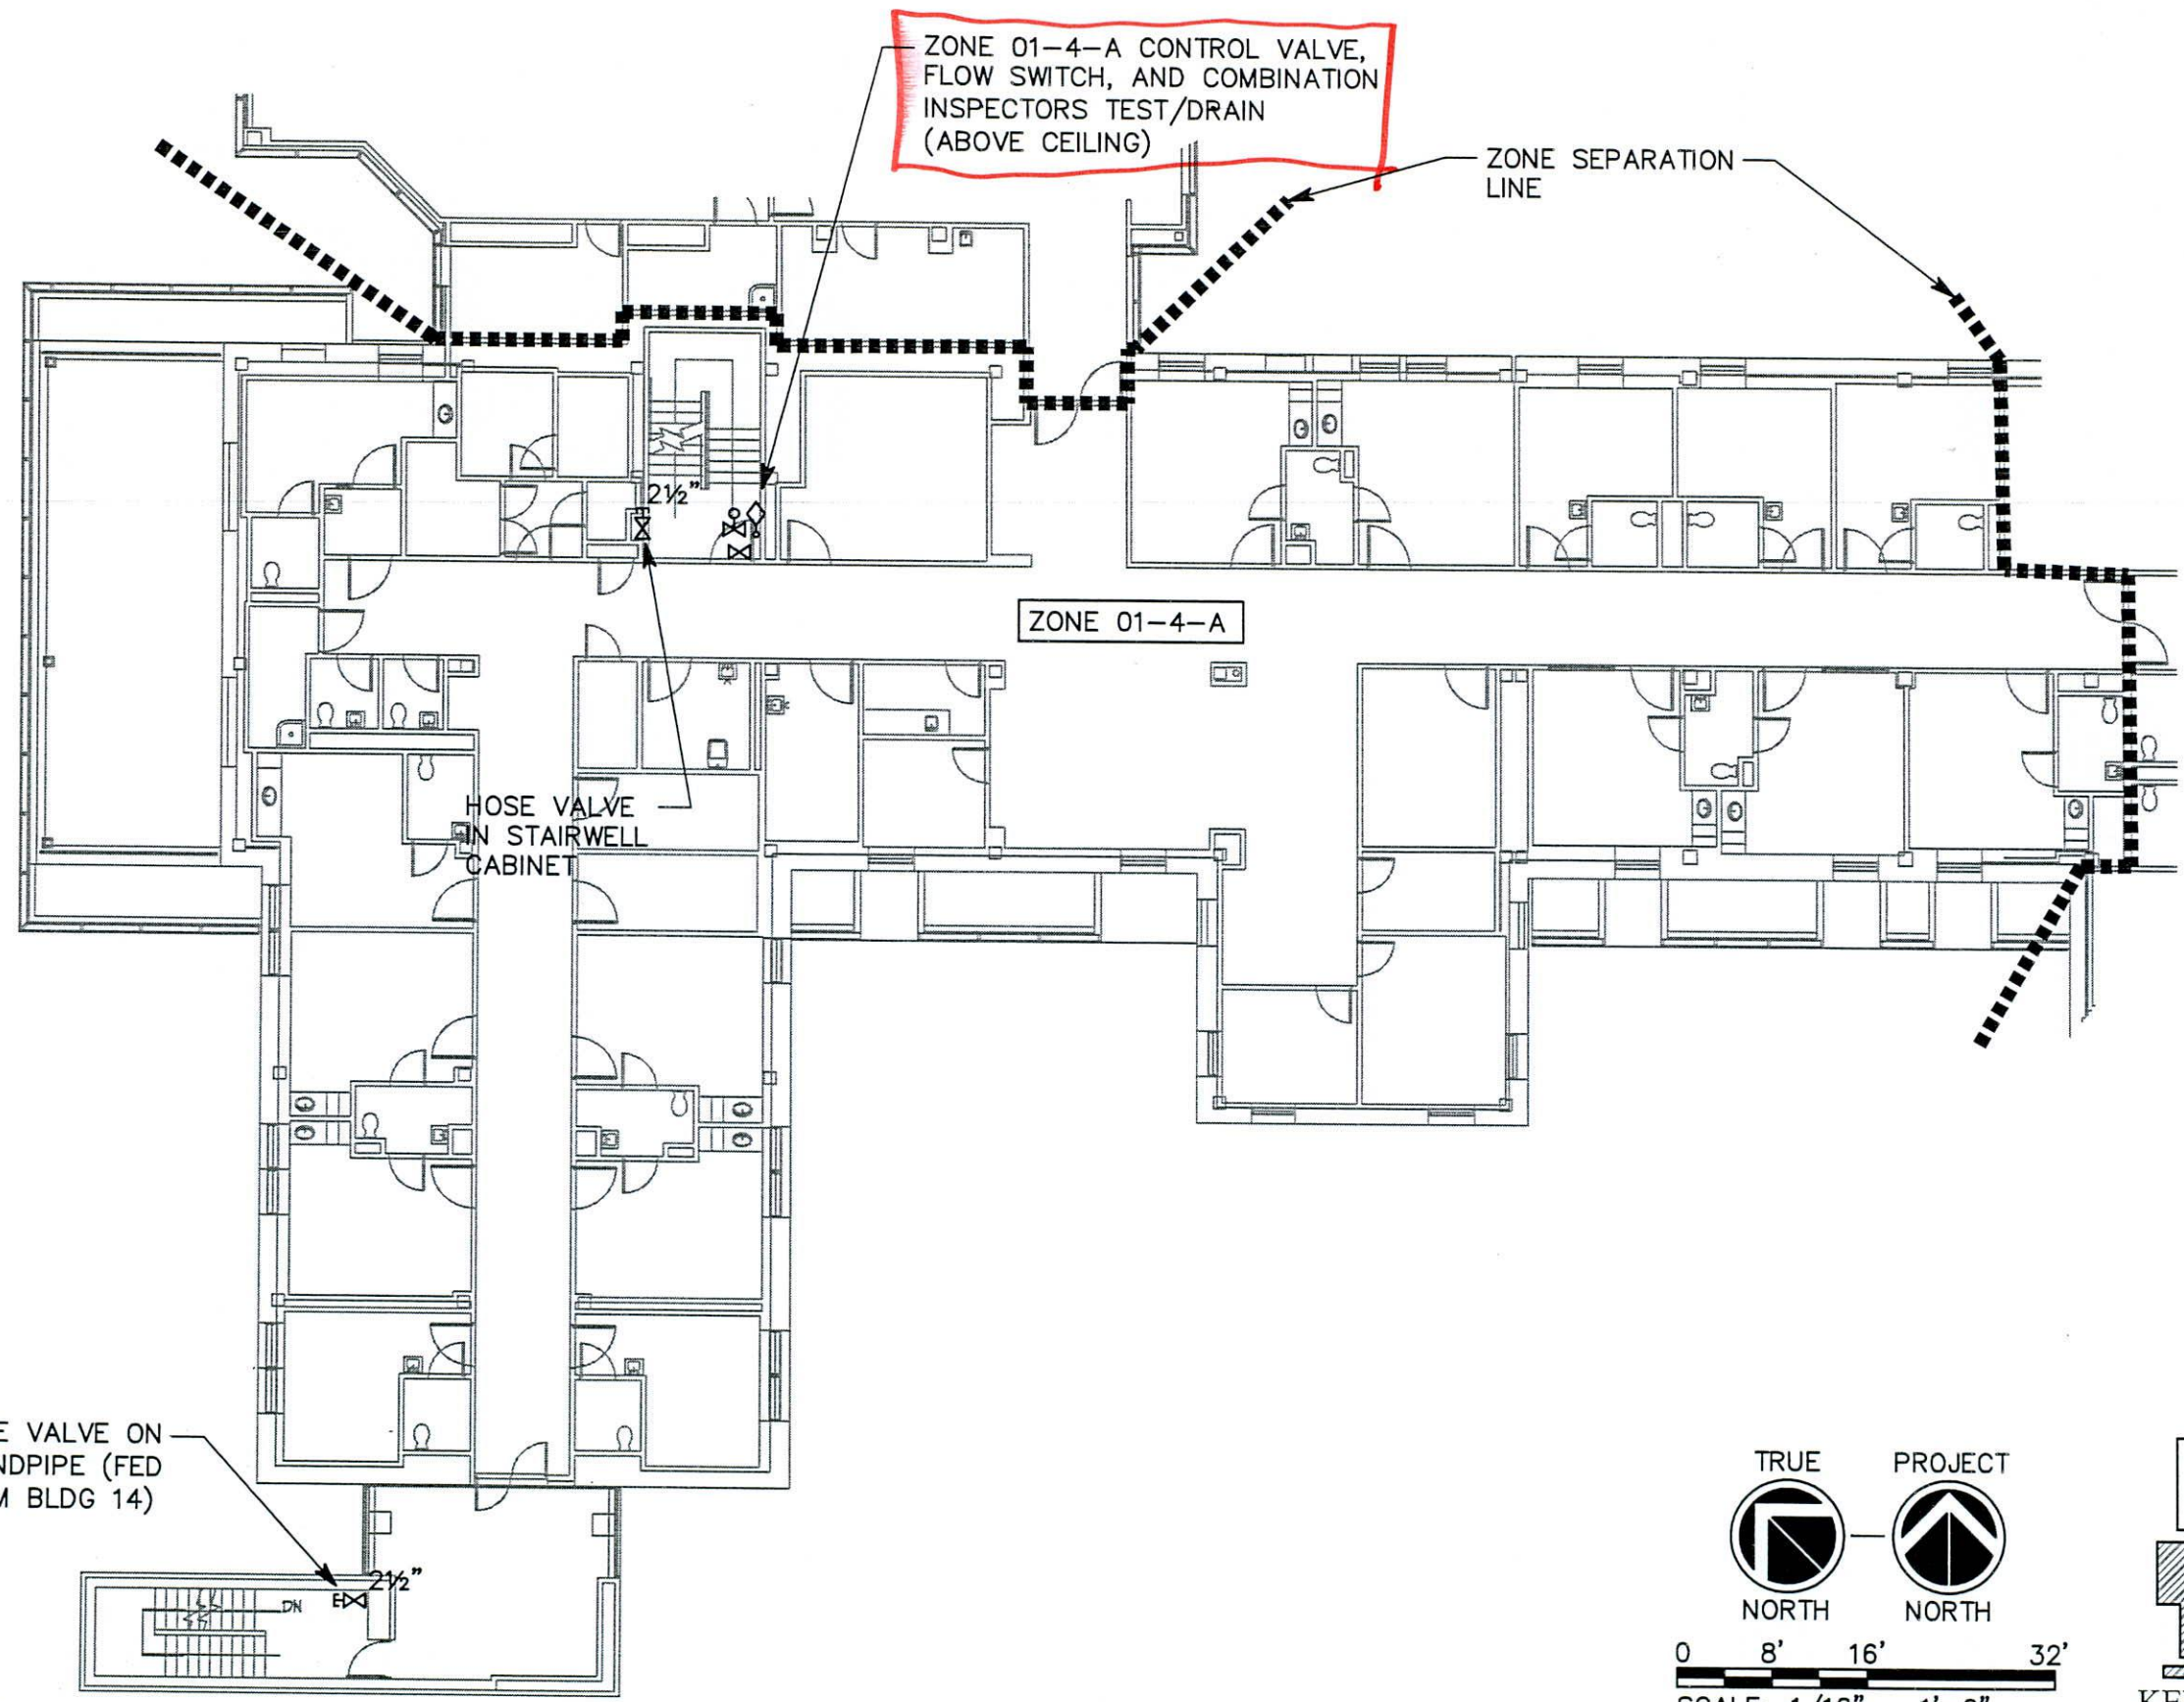 ZONE 01-4-A CONTROL VALVE,
FLOW SWITCH, AND COMBINATION
INSPECTORS TEST/DRAIN
(ABOVE CEILING)
ZONE SEPARATION
LINE
2½"
ZONE 01-4-A
HOSE VALVE
IN STAIRWELL
CABINET
VALVE ON
(FED
BLDG 14)
2½"
DN
TRUE
NORTH
PROJECT
NORTH
0 8' 16' 32'